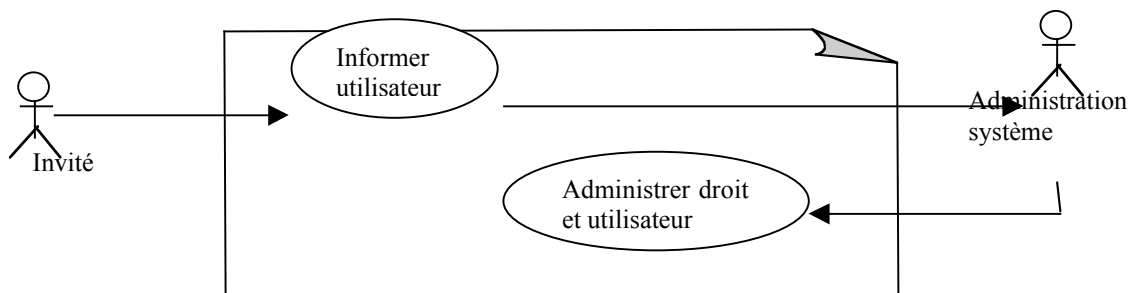 Informer
utilisateur
Invité
Administration
système
Administrer droit
et utilisateur